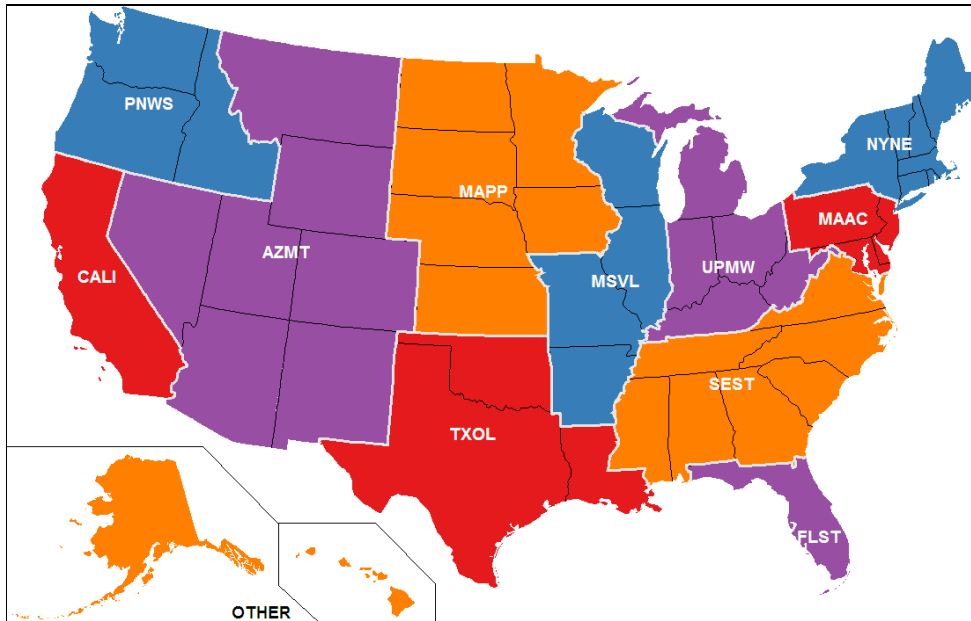 PNWS
NYNE
MAPP
MAAC
AZMT
UPMW
CALI
MSVL
SEST
TXOL
FLST
OTHER